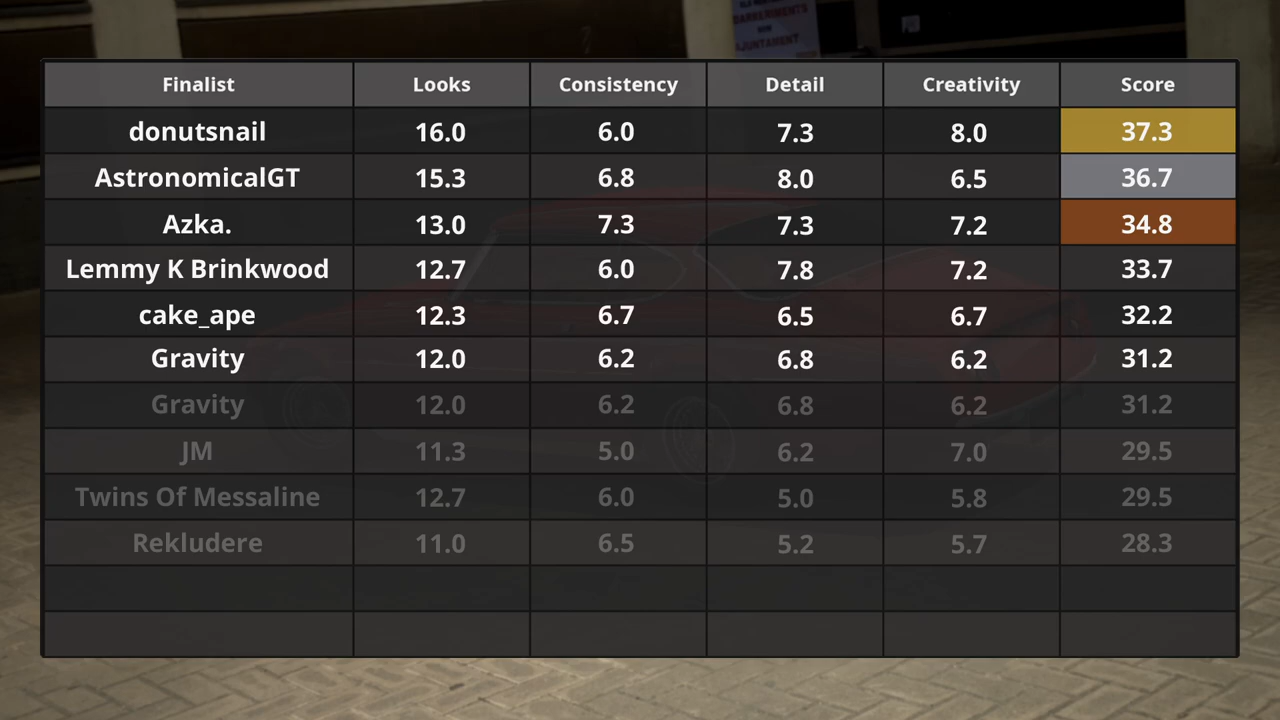 BARBERIMENTS
AJUNTAMENT
Finalist Looks Consistency Detail Creativity Score
donutsnail 16.0 6.0 7.3 8.0 37.3
AstronomicalGT 15.3 6.8 8.0 6.5 36.7
Azka. 13.0 7.3 7.3 7.2 34.8
Lemmy K Brinkwood 12.7 6.0 7.8 7.2 33.7
cake_ape 12.3 6.7 6.5 6.7 32.2
Gravity 12.0 6.2 6.8 6.2 31.2
Gravity 12.0 6.2 6.8 6.2 31.2
JM 11.3 5.0 6.2 7.0 29.5
Twins Of Messaline 12.7 6.0 5.0 5.8 29.5
Rekludere 11.0 6.5 5.2 5.7 28.3